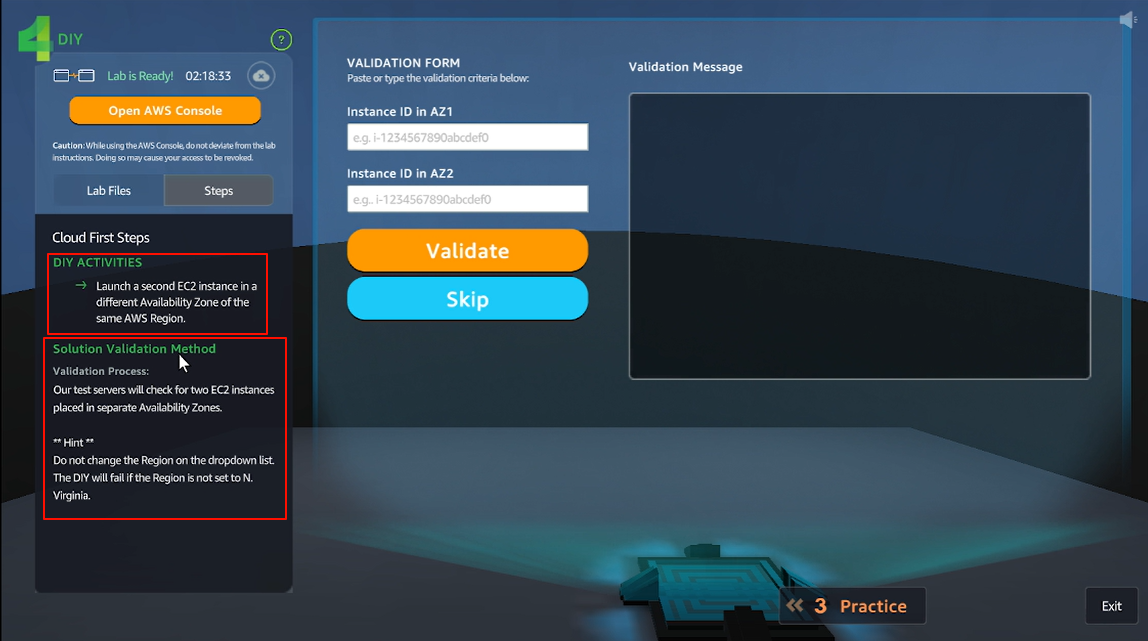 4 DIY
?
Lab is Ready! 02:18:33
Open AWS Console
Caution: While using the AWS Console, do not deviate from the lab
instructions. Doing so may cause your access to be revoked.
Lab Files Steps
Cloud First Steps
DIY ACTIVITIES
→ Launch a second EC2 instance in a
different Availability Zone of the
same AWS Region.
Solution Validation Method
Validation Process:
Our test servers will check for two EC2 instances
placed in separate Availability Zones.
** Hint **
Do not change the Region on the dropdown list.
The DIY will fail if the Region is not set to N.
Virginia.
VALIDATION FORM
Paste or type the validation criteria below:
Instance ID in AZ1
e.g. i-1234567890abcdef0
Instance ID in AZ2
e.g.. i-1234567890abcdef0
Validate
Skip
Validation Message
3 Practice
Exit